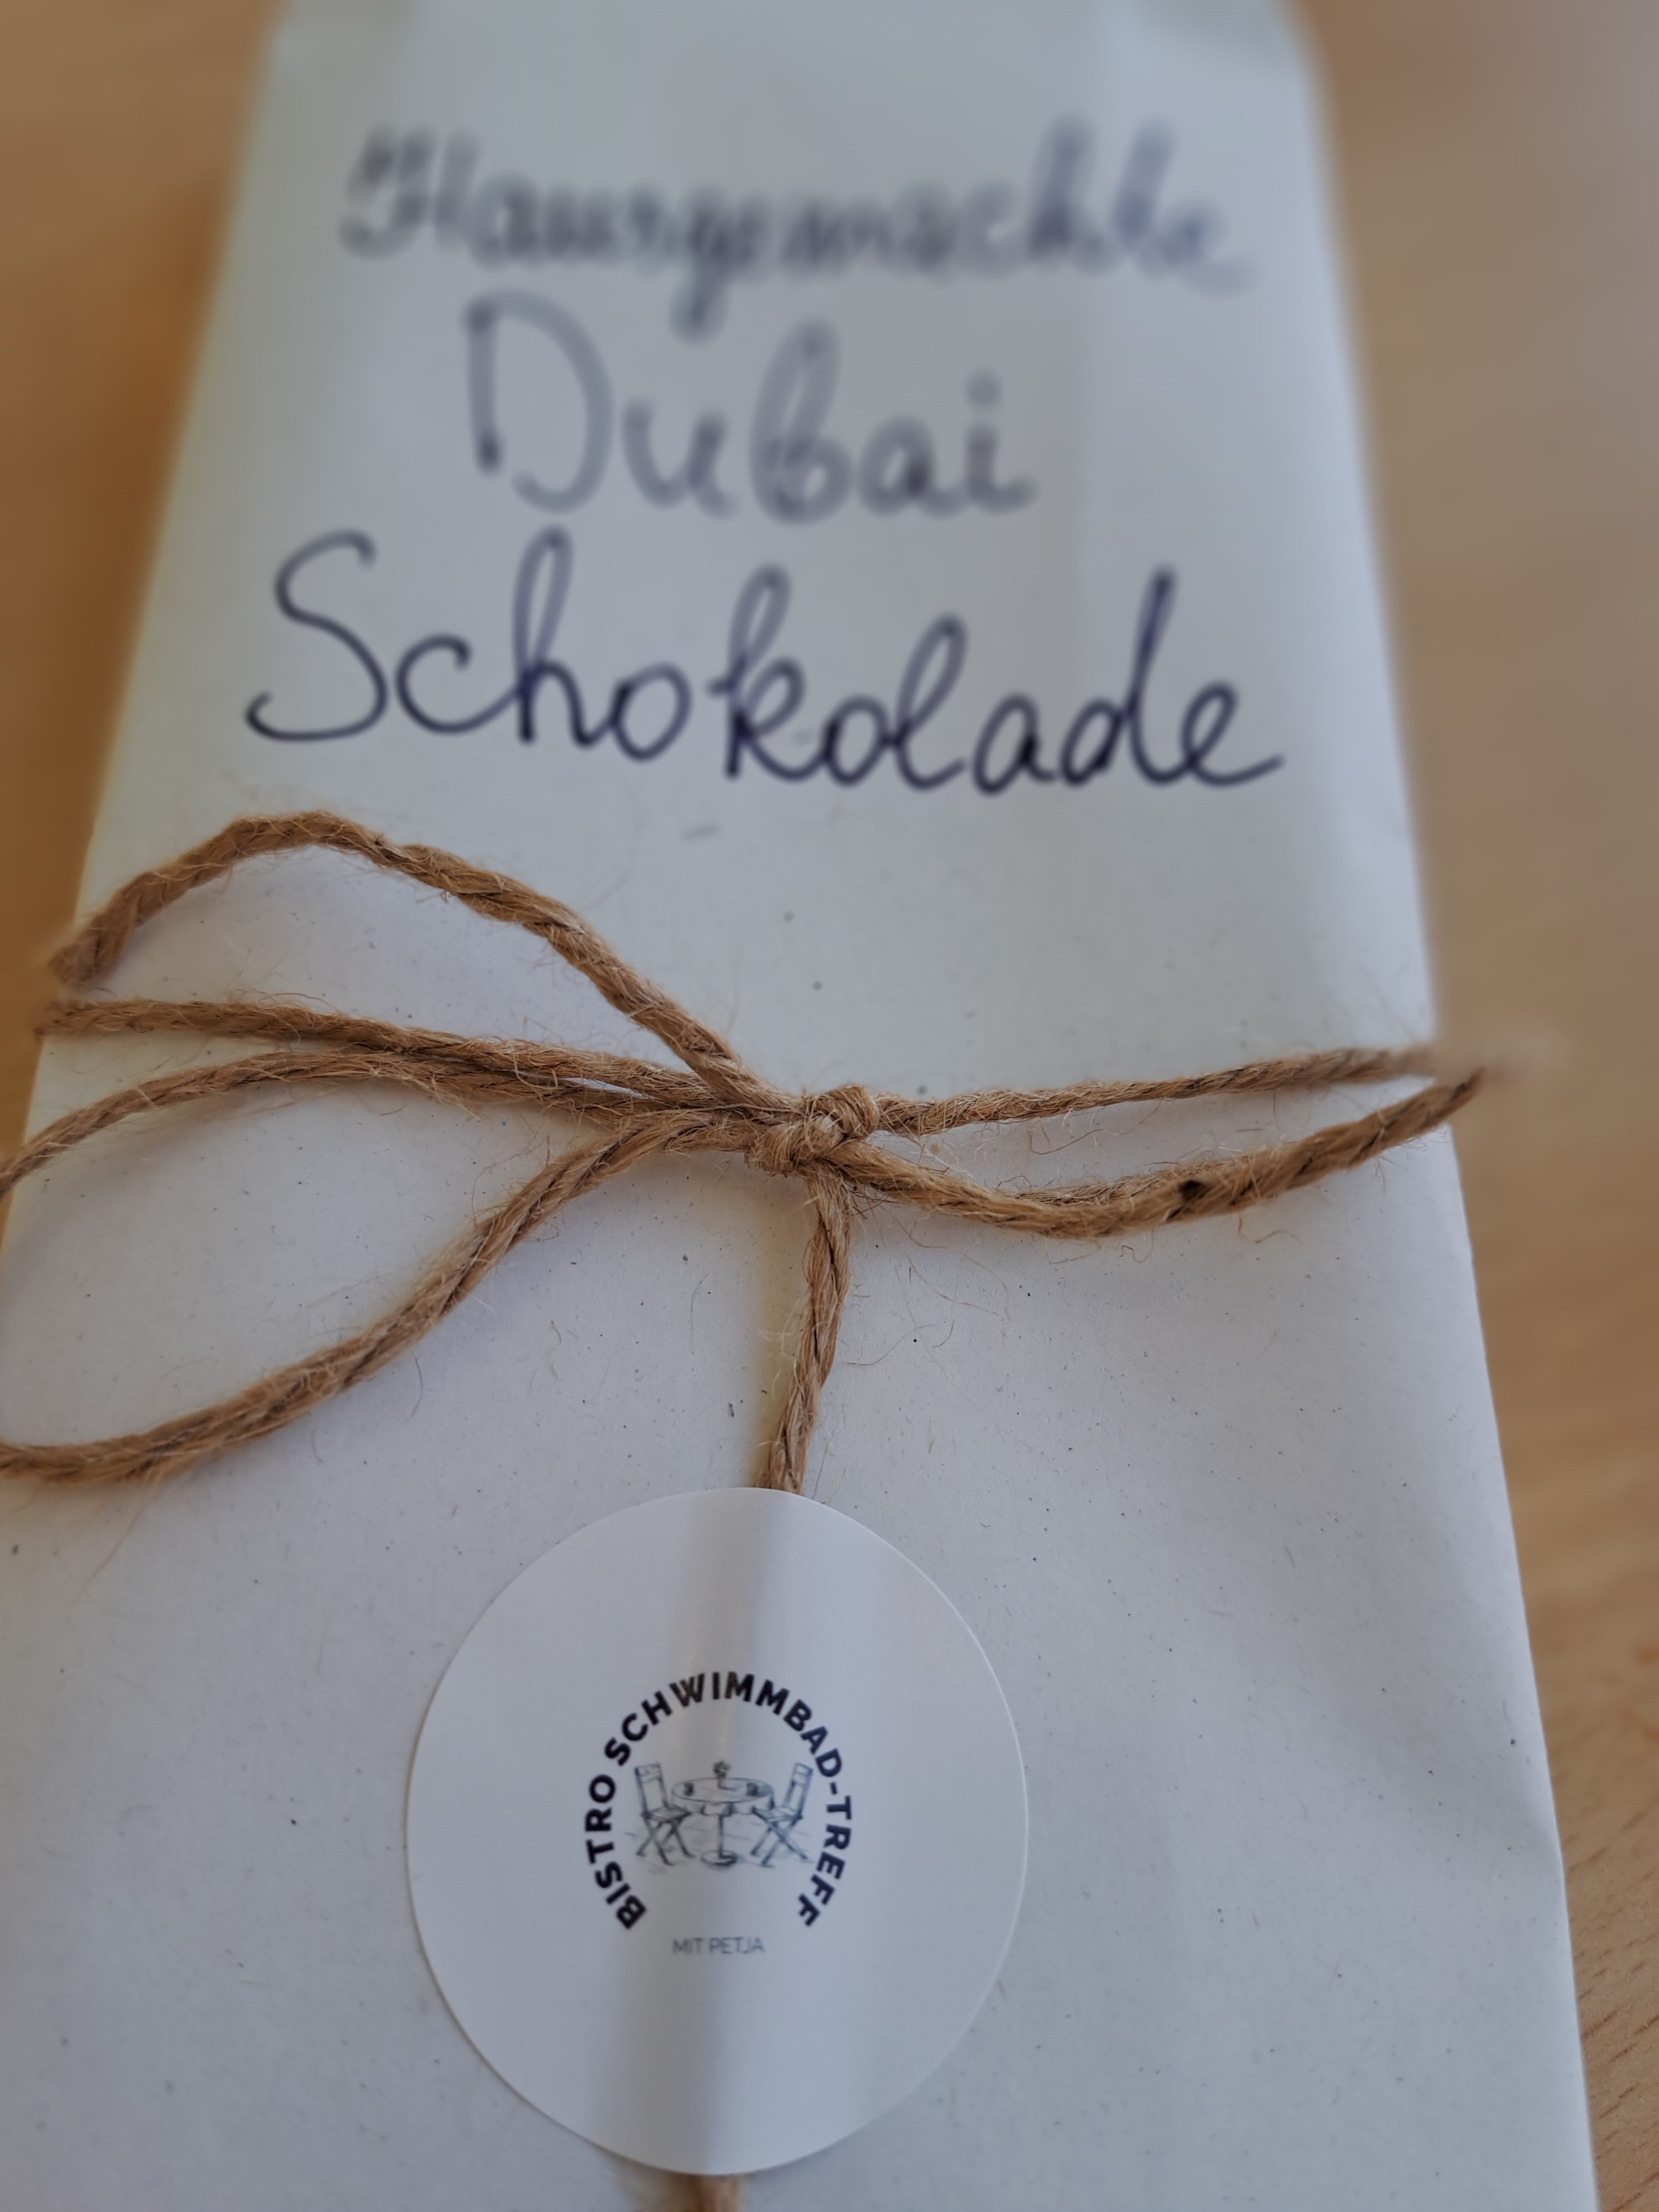 Hausgemachte
Dubai
Schokolade
BISTRO SCHWIMMBAD-TREFF
MIT PETJA